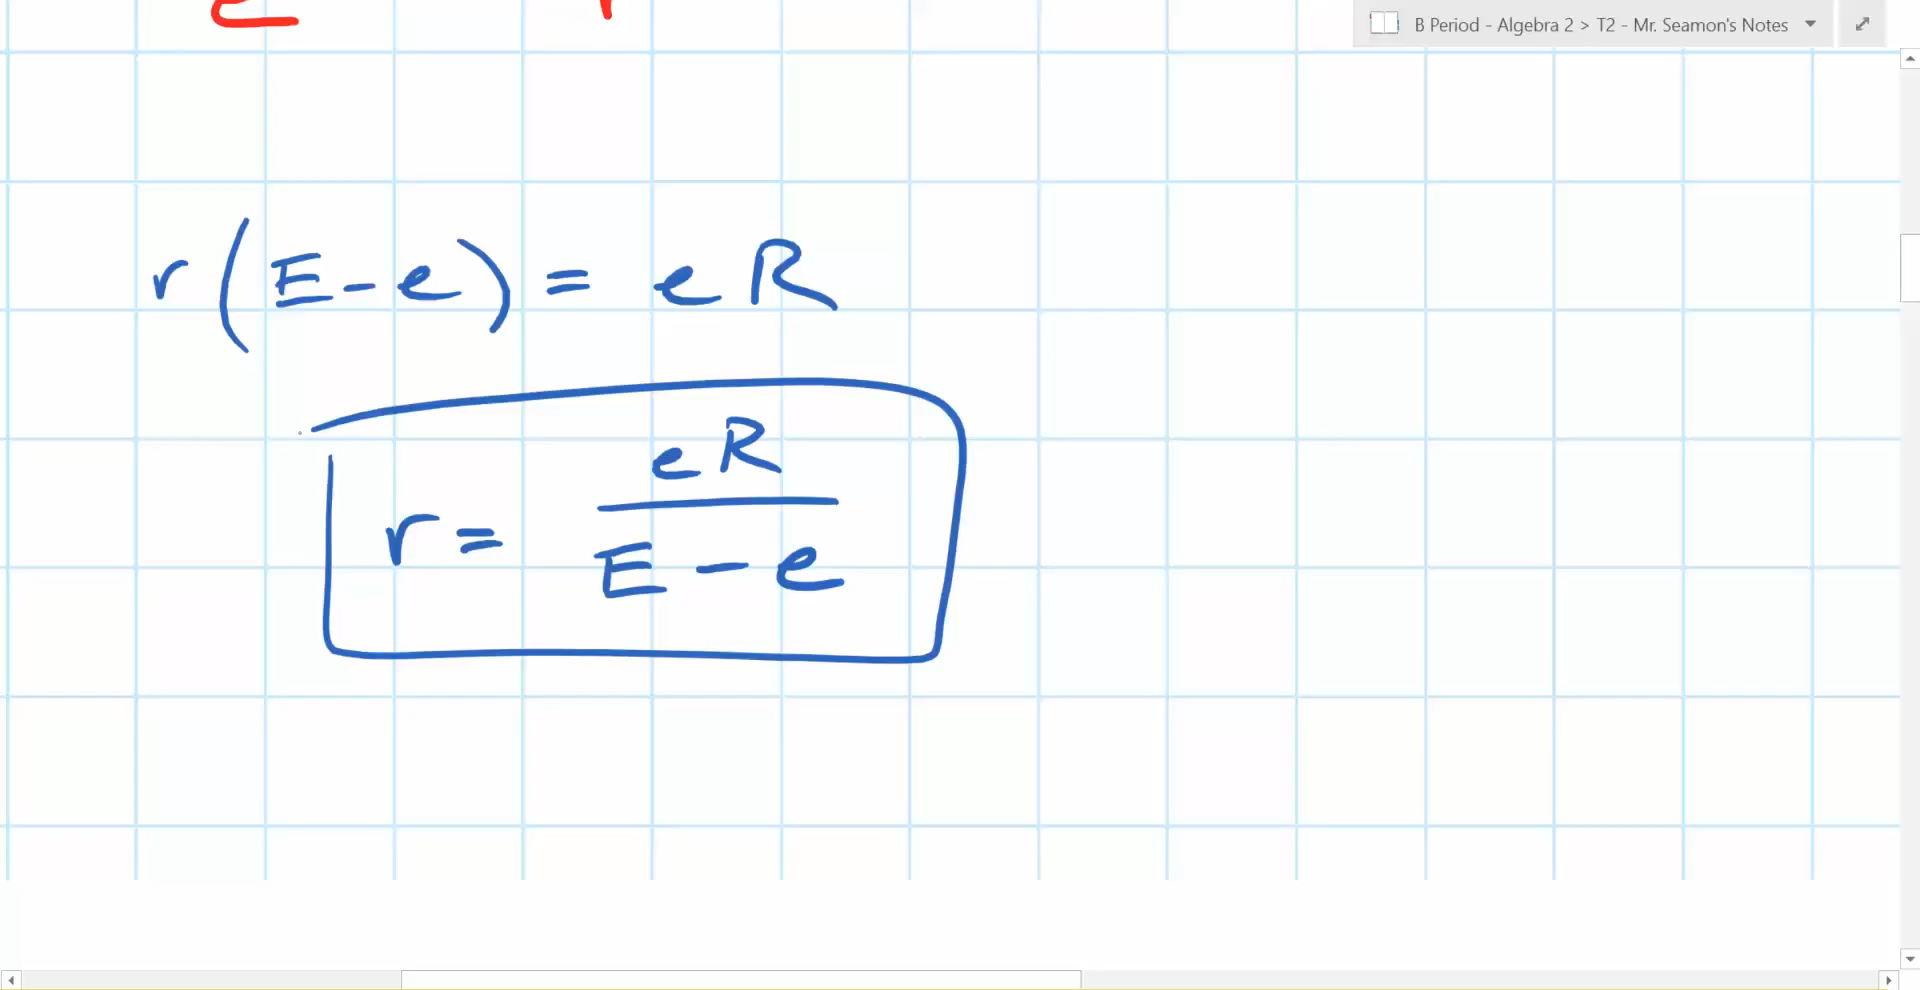 B Period - Algebra 2 > T2 - Mr. Seamon's Notes
r(E-e) = eR
r = eR
E - e